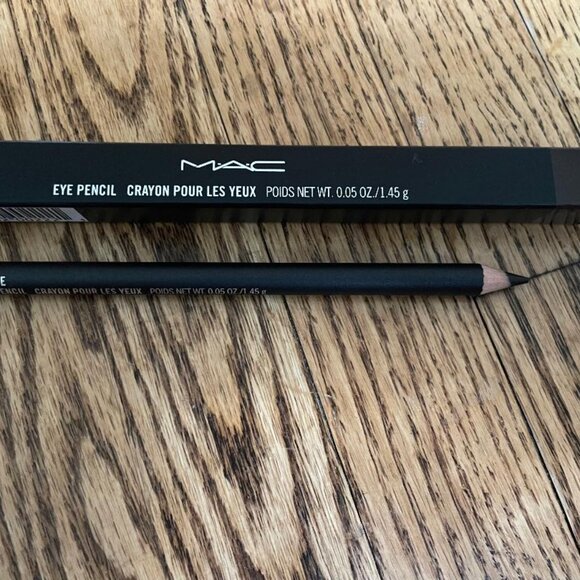 M·A·C
EYE PENCIL CRAYON POUR LES YEUX POIDS NET WT. 0.05 OZ./1.45 g
E
PENCIL CRAYON POUR LES YEUX POIDS NET WT. 0.05 OZ./1.45 g